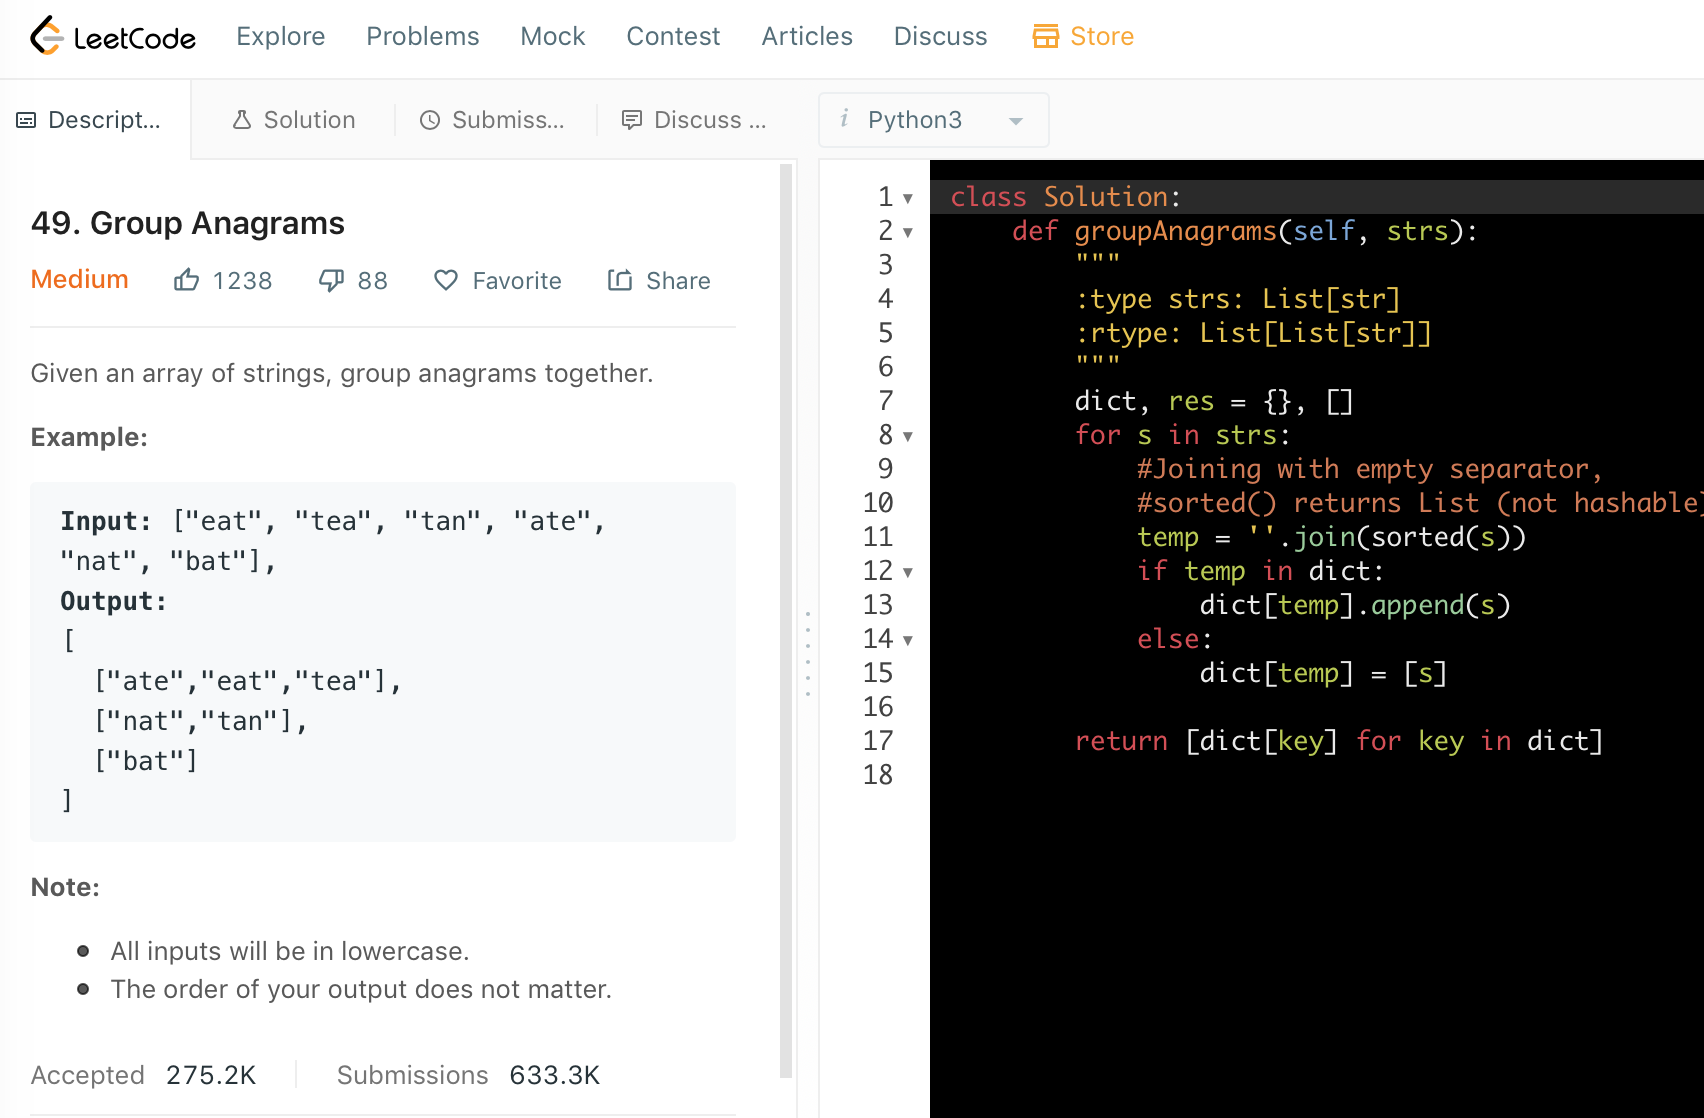 LeetCode Explore Problems Mock Contest Articles Discuss Store
Descript... Solution Submiss... Discuss ... i Python3
49. Group Anagrams
Medium 1238 88 Favorite Share
Given an array of strings, group anagrams together.
Example:
Input: ["eat", "tea", "tan", "ate",
"nat", "bat"],
Output:
[
  ["ate","eat","tea"],
  ["nat","tan"],
  ["bat"]
]
Note:
All inputs will be in lowercase.
The order of your output does not matter.
Accepted 275.2K Submissions 633.3K
1 class Solution:
2     def groupAnagrams(self, strs):
3         """
4         :type strs: List[str]
5         :rtype: List[List[str]]
6         """
7         dict, res = {}, []
8         for s in strs:
9             #Joining with empty separator,
10             #sorted() returns List (not hashable)
11             temp = ''.join(sorted(s))
12             if temp in dict:
13                 dict[temp].append(s)
14             else:
15                 dict[temp] = [s]
16
17         return [dict[key] for key in dict]
18